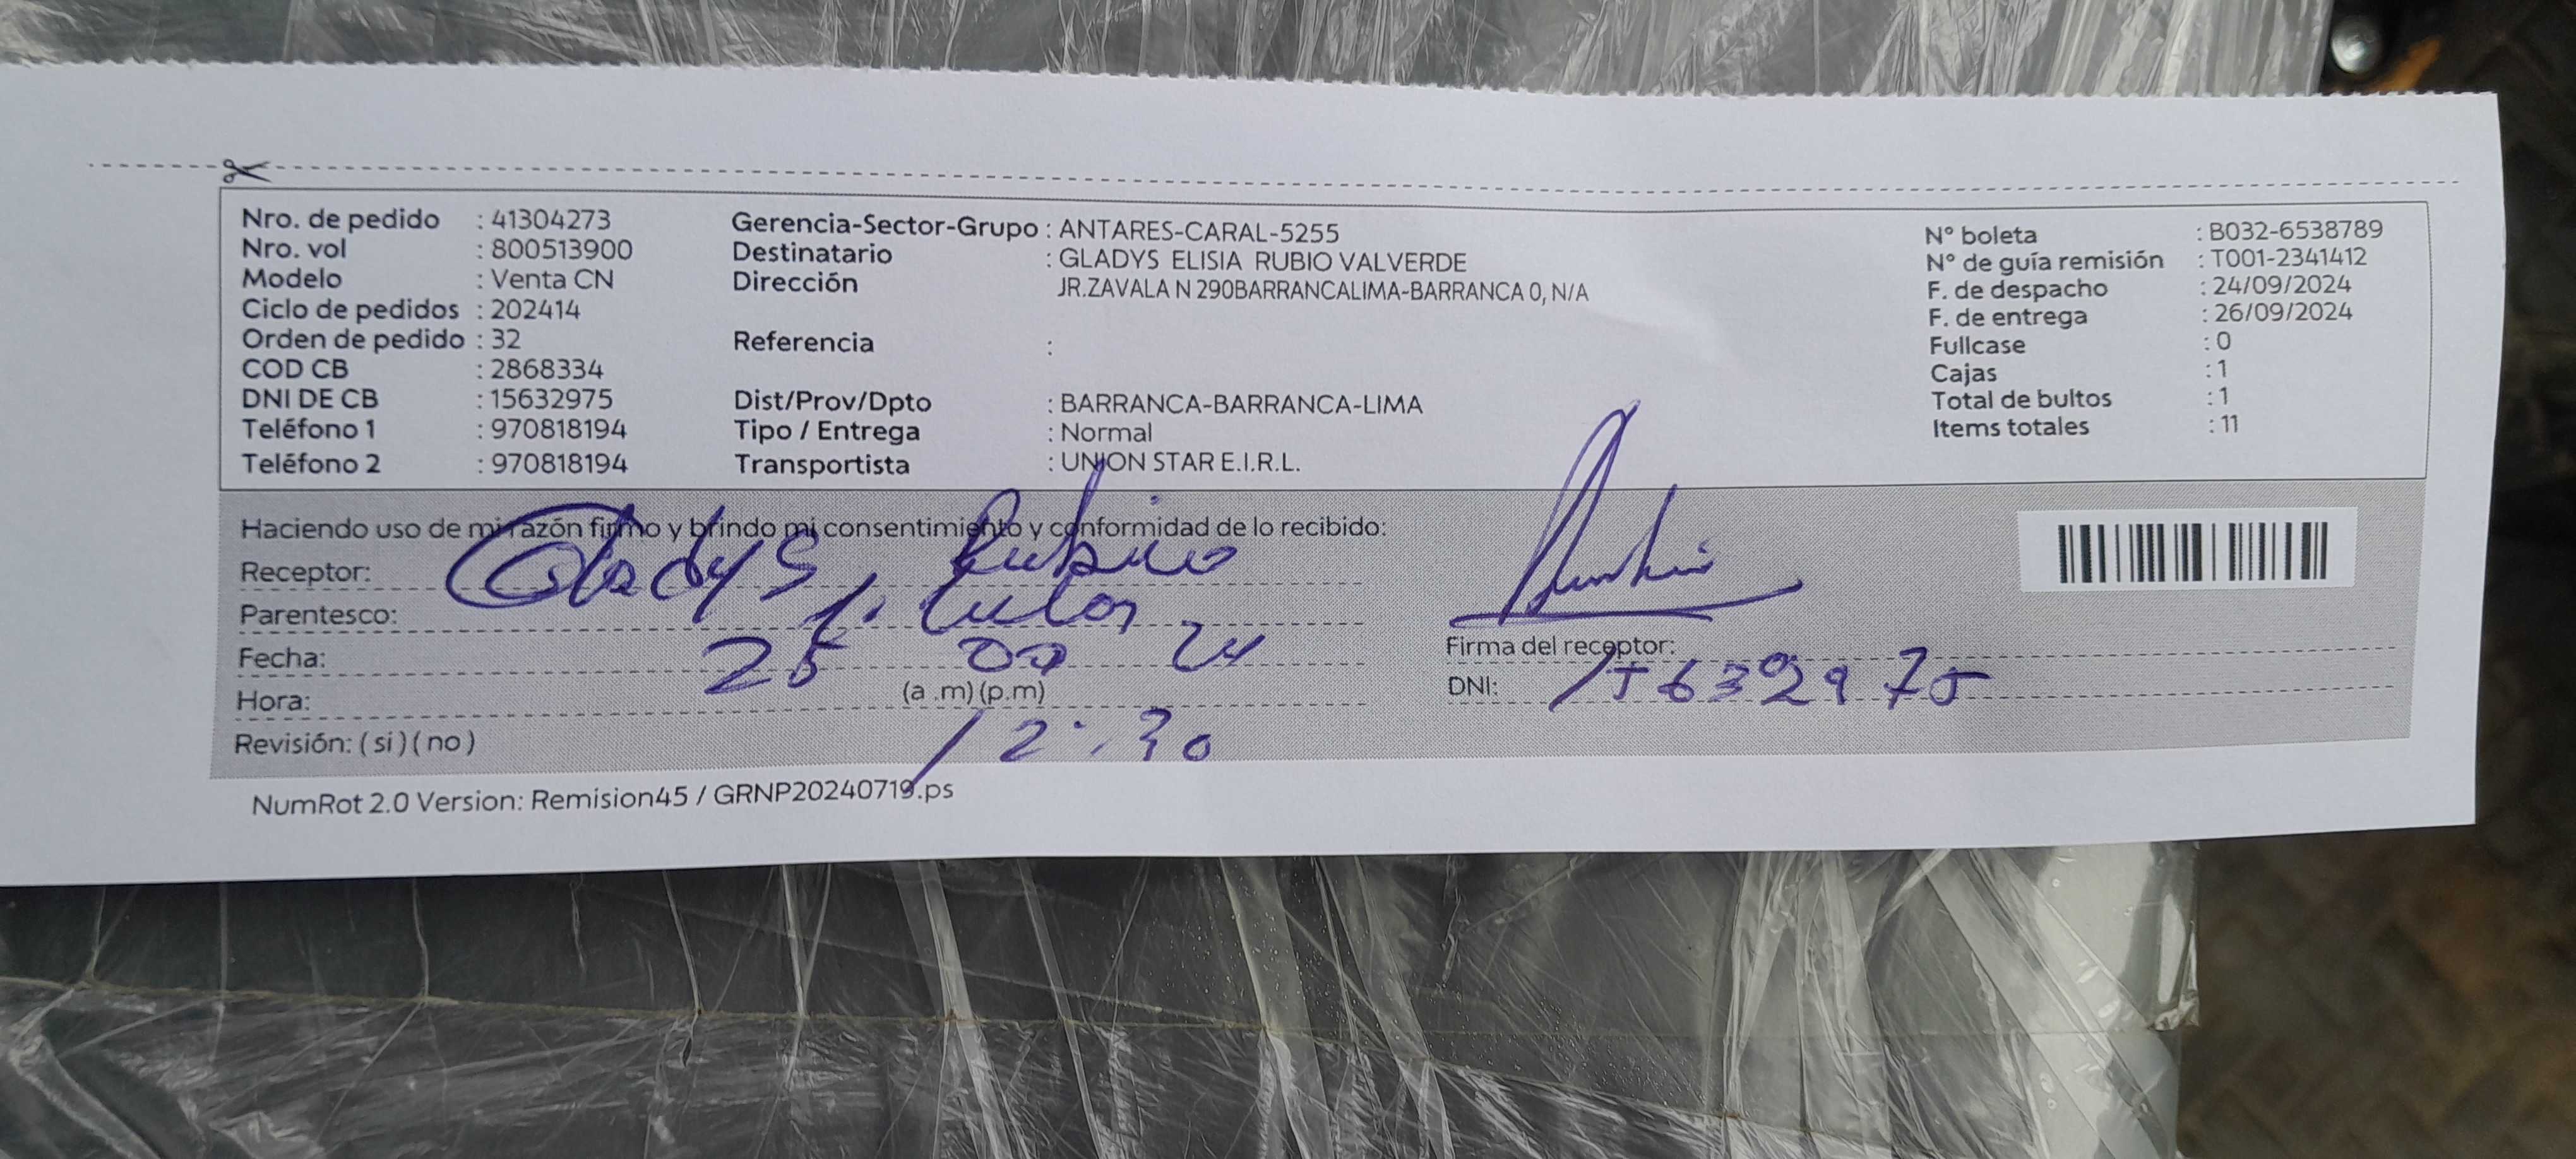 Nro. de pedido : 41304273
Nro. vol : 800513900
Modelo : Venta CN
Ciclo de pedidos : 202414
Orden de pedido : 32
COD CB : 2868334
DNI DE CB : 15632975
Teléfono 1 : 970818194
Teléfono 2 : 970818194
Gerencia-Sector-Grupo : ANTARES-CARAL-5255
Destinatario : GLADYS ELISIA RUBIO VALVERDE
Dirección JR.ZAVALA N 290BARRANCALIMA-BARRANCA 0, N/A
Referencia :
Dist/Prov/Dpto : BARRANCA-BARRANCA-LIMA
Tipo / Entrega : Normal
Transportista : UNION STAR E.I.R.L.
N° boleta : B032-6538789
N° de guía remisión : T001-2341412
F. de despacho : 24/09/2024
F. de entrega : 26/09/2024
Fullcase : 0
Cajas : 1
Total de bultos : 1
Items totales : 11
Haciendo uso de mi razón firmo y brindo mi consentimiento y conformidad de lo recibido:
Receptor: Gladys Rubio
Parentesco:
Fecha: 25 09 24
Hora: (a .m) (p.m)
12:30
Revisión: ( si ) ( no )
Firma del receptor:
DNI: 15632975
NumRot 2.0 Version: Remision45 / GRNP20240719.ps